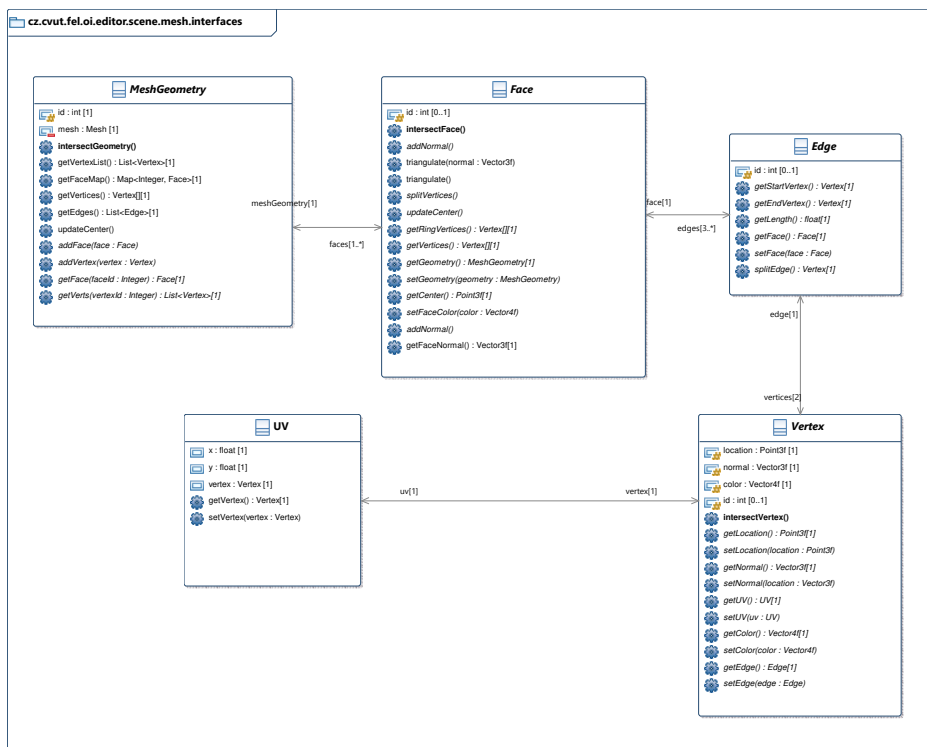 cz.cvut.fel.oi.editor.scene.mesh.interfaces
MeshGeometry
id : int [1]
mesh : Mesh [1]
intersectGeometry()
getVertexList() : List<Vertex>[1]
getFaceMap() : Map<Integer, Face>[1]
getVertices() : Vertex[][1]
getEdges() : List<Edge>[1]
updateCenter()
addFace(face : Face)
addVertex(vertex : Vertex)
getFace(faceId : Integer) : Face[1]
getVerts(vertexId : Integer) : List<Vertex>[1]
meshGeometry[1]
faces[1..*]
Face
id : int [0..1]
intersectFace()
addNormal()
triangulate(normal : Vector3f)
triangulate()
splitVertices()
updateCenter()
getRingVertices() : Vertex[][1]
getVertices() : Vertex[][1]
getGeometry() : MeshGeometry[1]
setGeometry(geometry : MeshGeometry)
getCenter() : Point3f[1]
setFaceColor(color : Vector4f)
addNormal()
getFaceNormal() : Vector3f[1]
face[1]
edges[3..*]
Edge
id : int [0..1]
getStartVertex() : Vertex[1]
getEndVertex() : Vertex[1]
getLength() : float[1]
getFace() : Face[1]
setFace(face : Face)
splitEdge() : Vertex[1]
edge[1]
vertices[2]
UV
x : float [1]
y : float [1]
vertex : Vertex [1]
getVertex() : Vertex[1]
setVertex(vertex : Vertex)
uv[1]
vertex[1]
Vertex
location : Point3f [1]
normal : Vector3f [1]
color : Vector4f [1]
id : int [0..1]
intersectVertex()
getLocation() : Point3f[1]
setLocation(location : Point3f)
getNormal() : Vector3f[1]
setNormal(location : Vector3f)
getUV() : UV[1]
setUV(uv : UV)
getColor() : Vector4f[1]
setColor(color : Vector4f)
getEdge() : Edge[1]
setEdge(edge : Edge)